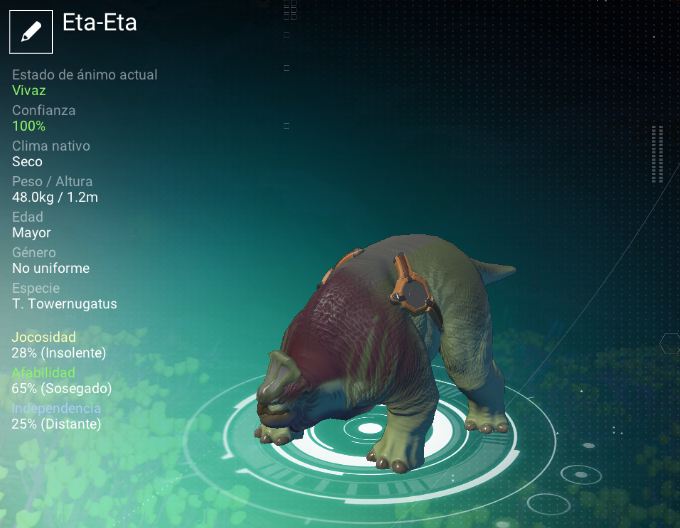 Eta-Eta
Estado de ánimo actual
Vivaz
Confianza
100%
Clima nativo
Seco
Peso / Altura
48.0kg / 1.2m
Edad
Mayor
Género
No uniforme
Especie
T. Towernugatus
Jocosidad
28% (Insolente)
Afabilidad
65% (Sosegado)
Independencia
25% (Distante)